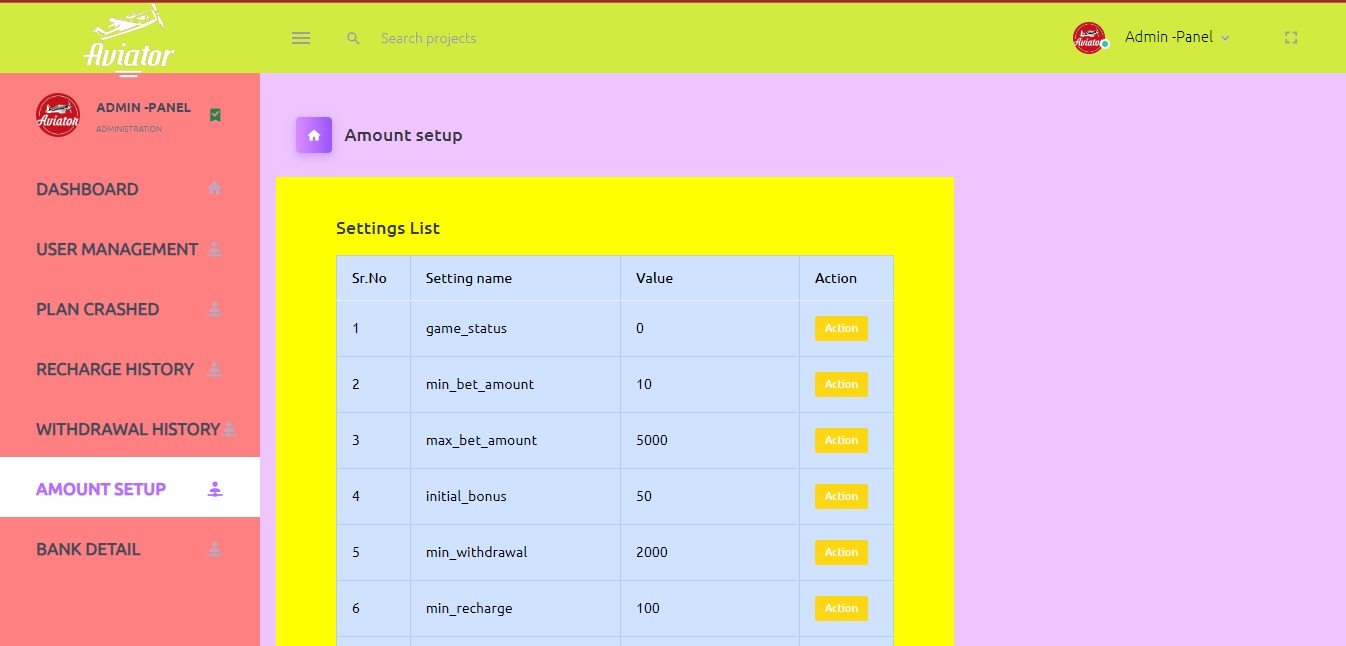 Aviator
Search projects
Aviator
Admin -Panel
Aviator
ADMIN -PANEL
ADMINISTRATION
DASHBOARD
USER MANAGEMENT
PLAN CRASHED
RECHARGE HISTORY
WITHDRAWAL HISTORY
AMOUNT SETUP
BANK DETAIL
Amount setup
Settings List
Sr.No Setting name Value Action
1 game_status 0 Action
2 min_bet_amount 10 Action
3 max_bet_amount 5000 Action
4 initial_bonus 50 Action
5 min_withdrawal 2000 Action
6 min_recharge 100 Action